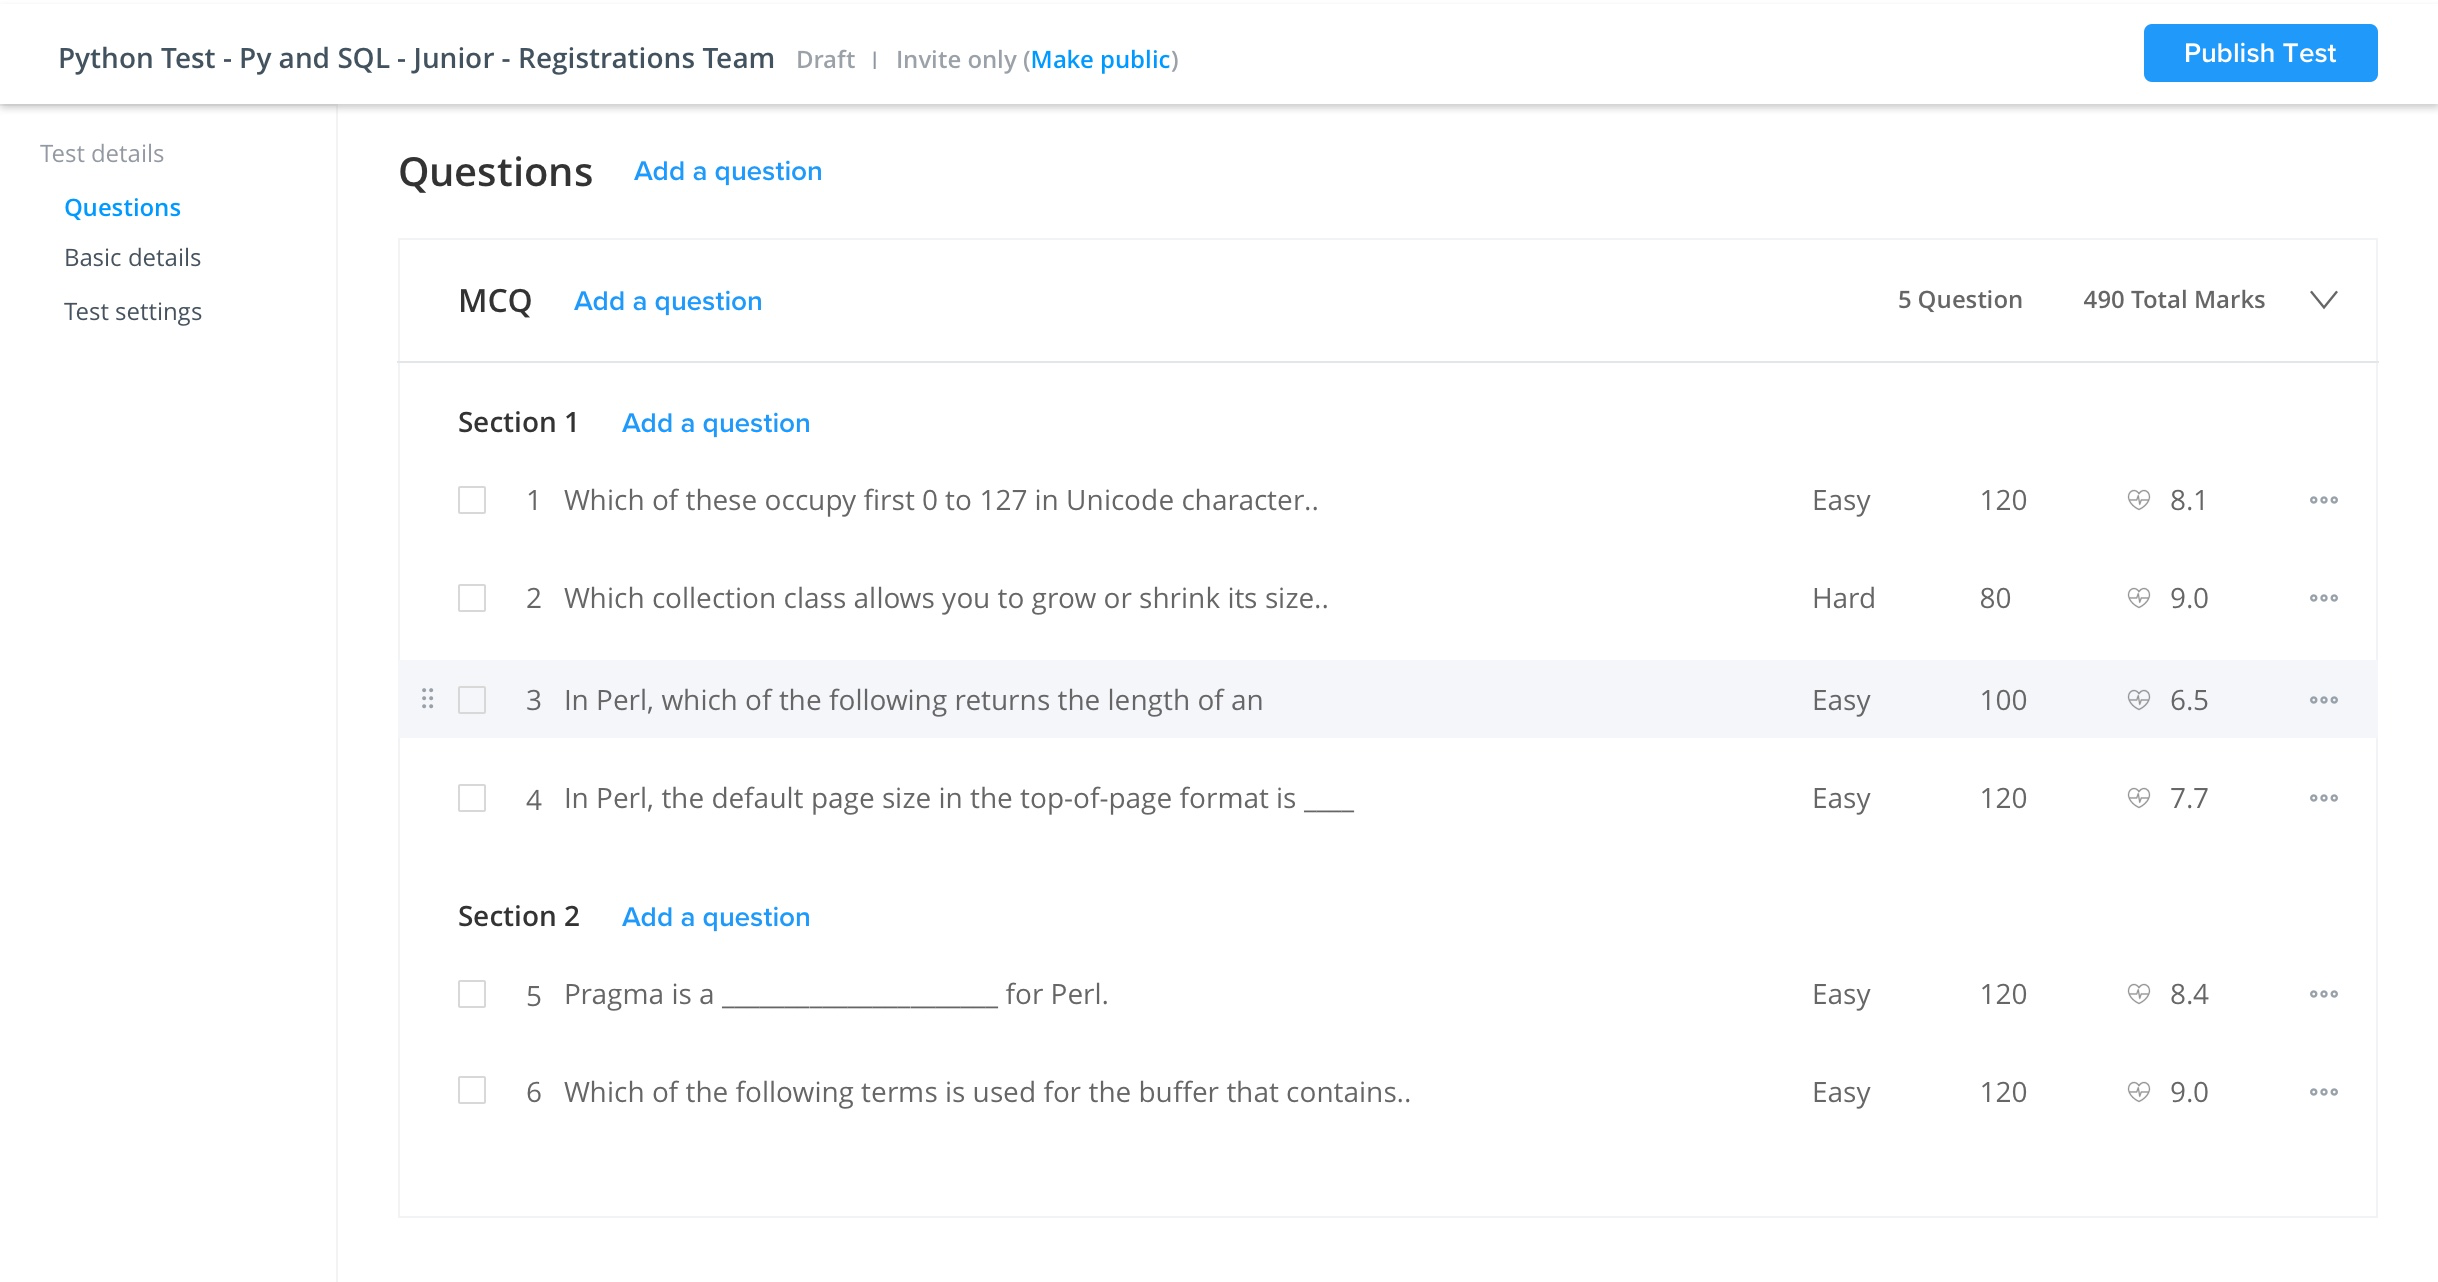 Python Test - Py and SQL - Junior - Registrations Team Draft | Invite only (Make public)
Publish Test
Test details
Questions
Basic details
Test settings
Questions Add a question
MCQ Add a question 5 Question 490 Total Marks
Section 1 Add a question
1 Which of these occupy first 0 to 127 in Unicode character.. Easy 120 8.1
2 Which collection class allows you to grow or shrink its size.. Hard 80 9.0
3 In Perl, which of the following returns the length of an Easy 100 6.5
4 In Perl, the default page size in the top-of-page format is ____ Easy 120 7.7
Section 2 Add a question
5 Pragma is a ______________________ for Perl. Easy 120 8.4
6 Which of the following terms is used for the buffer that contains.. Easy 120 9.0